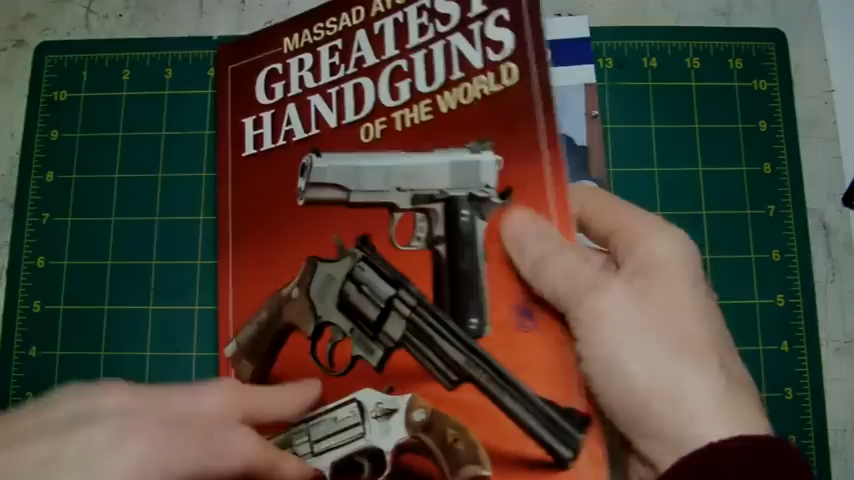 MASSAD
GREATEST
HANDGUNS
OF THE WORLD
1 2 3 4 13 14 15 16
10 10
9 9
8 8
7 7
6 6
5 5
4 4
3
2